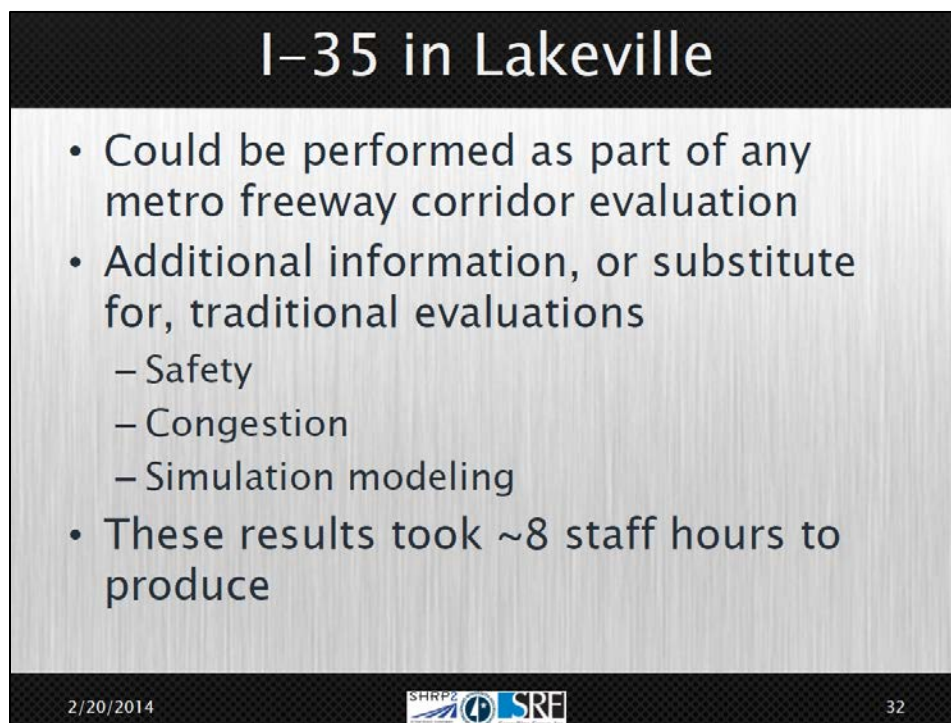 I-35 in Lakeville
• Could be performed as part of any
metro freeway corridor evaluation
• Additional information, or substitute
for, traditional evaluations
– Safety
– Congestion
– Simulation modeling
• These results took ~8 staff hours to
produce
2/20/2014
SHRP2
SRF
32